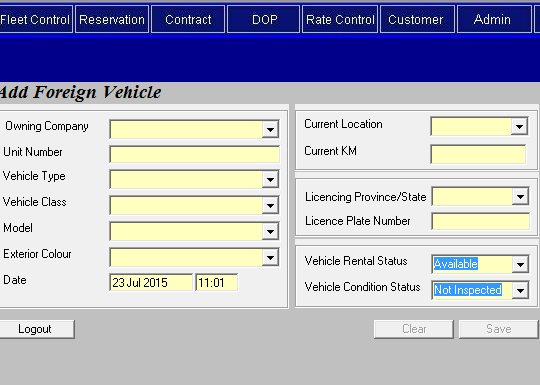 Fleet Control Reservation Contract DOP Rate Control Customer Admin
Add Foreign Vehicle
Owning Company
Unit Number
Vehicle Type
Vehicle Class
Model
Exterior Colour
Date 23 Jul 2015 11:01
Current Location
Current KM
Licencing Province/State
Licence Plate Number
Vehicle Rental Status Available
Vehicle Condition Status Not Inspected
Logout Clear Save